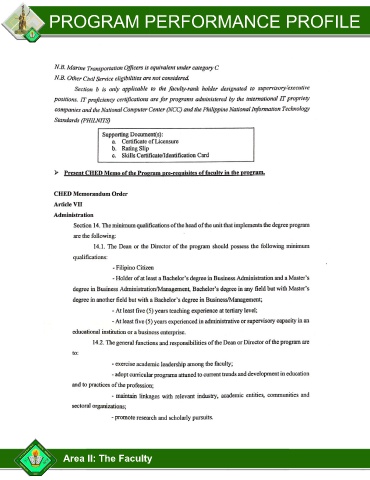 PROGRAM PERFORMANCE PROFILE
N.B. Marine Transportation Officers is equivalent under category C
N.B. Other Civil Service eligibilities are not considered.
Section b is only applicable to the faculty-rank holder designated to supervisory/executive
positions. IT proficiency certifications are for programs administered by the international IT propriety
companies and the National Computer Center (NCC) and the Philippine National Information Technology
Standards (PHILNITS)
Supporting Document(s):
a. Certificate of Licensure
b. Rating Slip
c. Skills Certificate/Identification Card
➤ Present CHED Memo of the Program pre-requisites of faculty in the program.
CHED Memorandum Order
Article VII
Administration
Section 14. The minimum qualifications of the head of the unit that implements the degree program
are the following:
14.1. The Dean or the Director of the program should possess the following minimum
qualifications:
- Filipino Citizen
- Holder of at least a Bachelor's degree in Business Administration and a Master's
degree in Business Administration/Management, Bachelor's degree in any field but with Master's
degree in another field but with a Bachelor's degree in Business/Management;
- At least five (5) years teaching experience at tertiary level;
- At least five (5) years experienced in administrative or supervisory capacity in an
educational institution or a business enterprise.
14.2. The general functions and responsibilities of the Dean or Director of the program are
to:
- exercise academic leadership among the faculty;
- adopt curricular programs attuned to current trends and development in education
and to practices of the profession;
- maintain linkages with relevant industry, academic entities, communities and
sectoral organizations;
- promote research and scholarly pursuits.
Area II: The Faculty